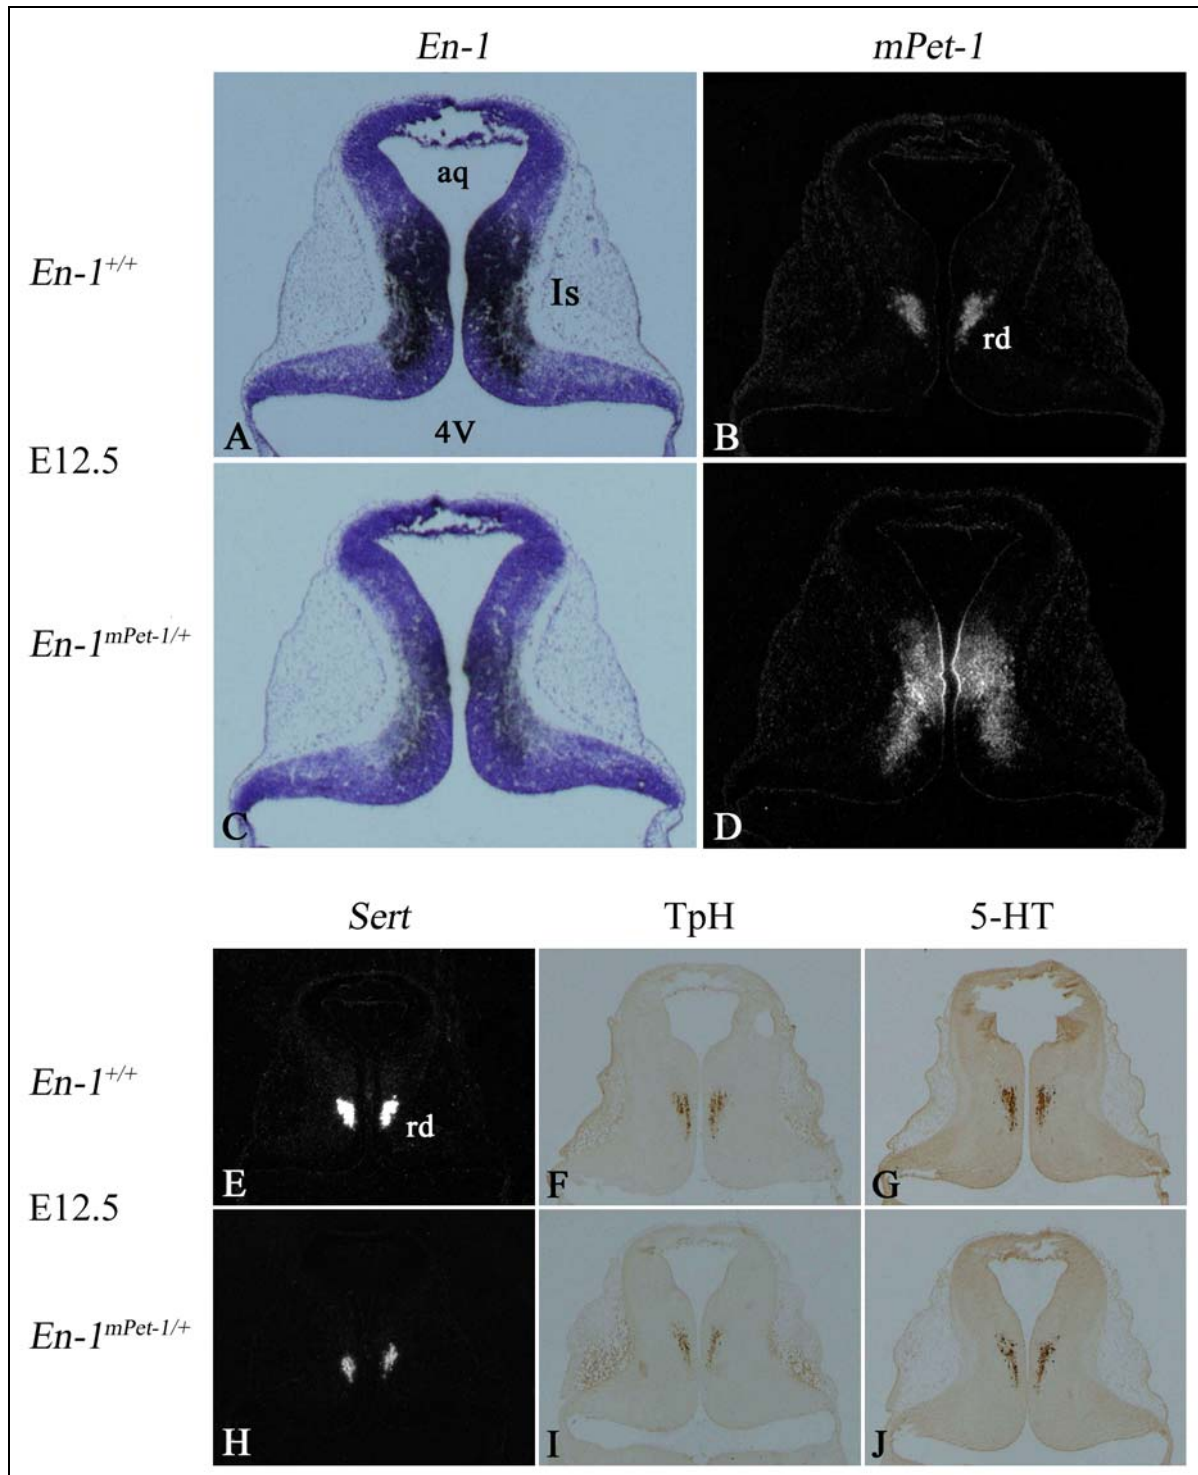 En-1 mPet-1
En-1+/+
aq
Is
rd
A 4V B
E12.5
En-1mPet-1/+
C D
Sert TpH 5-HT
En-1+/+
rd
E F G
E12.5
En-1mPet-1/+
H I J